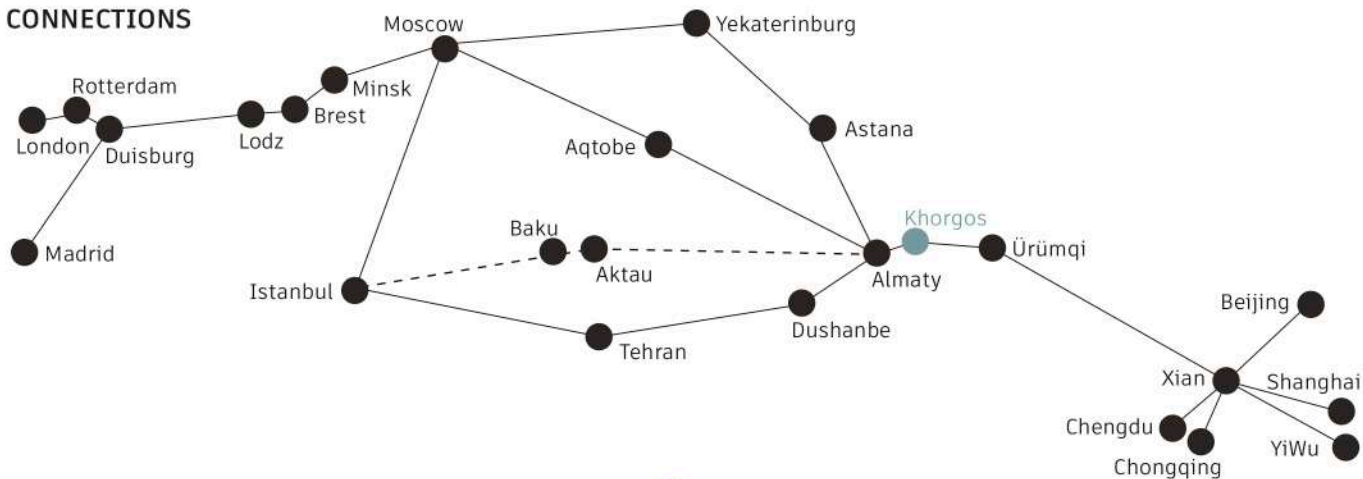 CONNECTIONS
Moscow
Yekaterinburg
Rotterdam
Minsk
Brest
London
Duisburg
Lodz
Aqtobe
Astana
Madrid
Baku
Aktau
Khorgos
Ürümqi
Almaty
Istanbul
Dushanbe
Tehran
Beijing
Xian
Shanghai
Chengdu
YiWu
Chongqing